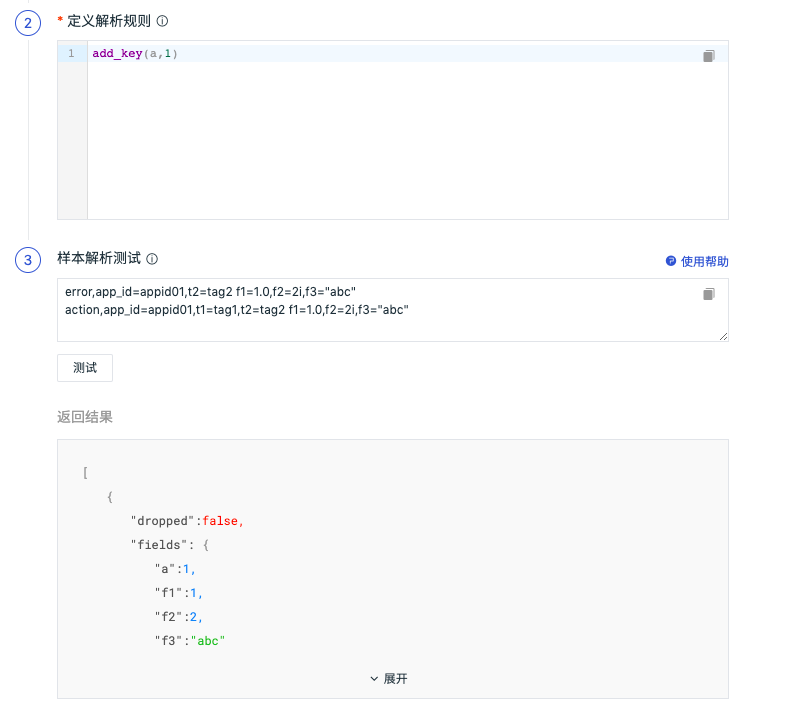 2
* 定义解析规则
1 add_key(a,1)
3
样本解析测试
使用帮助
error,app_id=appid01,t2=tag2 f1=1.0,f2=2i,f3="abc"
action,app_id=appid01,t1=tag1,t2=tag2 f1=1.0,f2=2i,f3="abc"
测试
返回结果
[
{
"dropped":false,
"fields": {
"a":1,
"f1":1,
"f2":2,
"f3":"abc"
展开